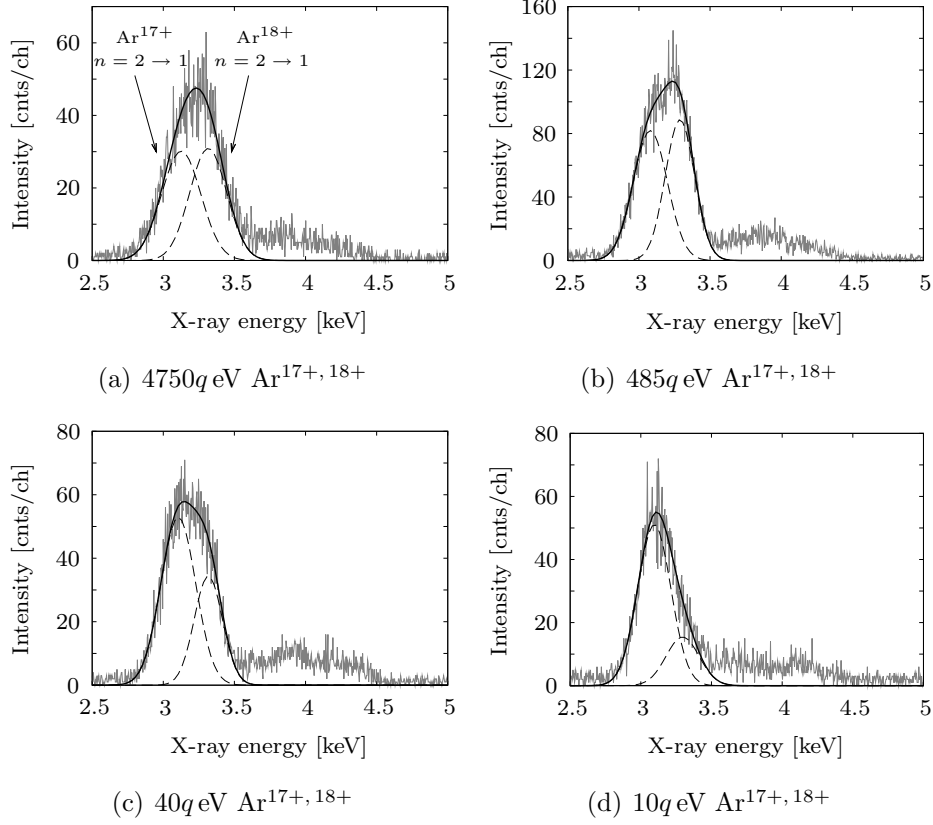 Ar17+ Ar18+
n = 2 → 1 n = 2 → 1
Intensity [cnts/ch]
60
40
20
0
2.5 3 3.5 4 4.5 5
X-ray energy [keV]
(a) 4750q eV Ar17+, 18+
Intensity [cnts/ch]
160
120
80
40
0
2.5 3 3.5 4 4.5 5
X-ray energy [keV]
(b) 485q eV Ar17+, 18+
Intensity [cnts/ch]
80
60
40
20
0
2.5 3 3.5 4 4.5 5
X-ray energy [keV]
(c) 40q eV Ar17+, 18+
Intensity [cnts/ch]
80
60
40
20
0
2.5 3 3.5 4 4.5 5
X-ray energy [keV]
(d) 10q eV Ar17+, 18+